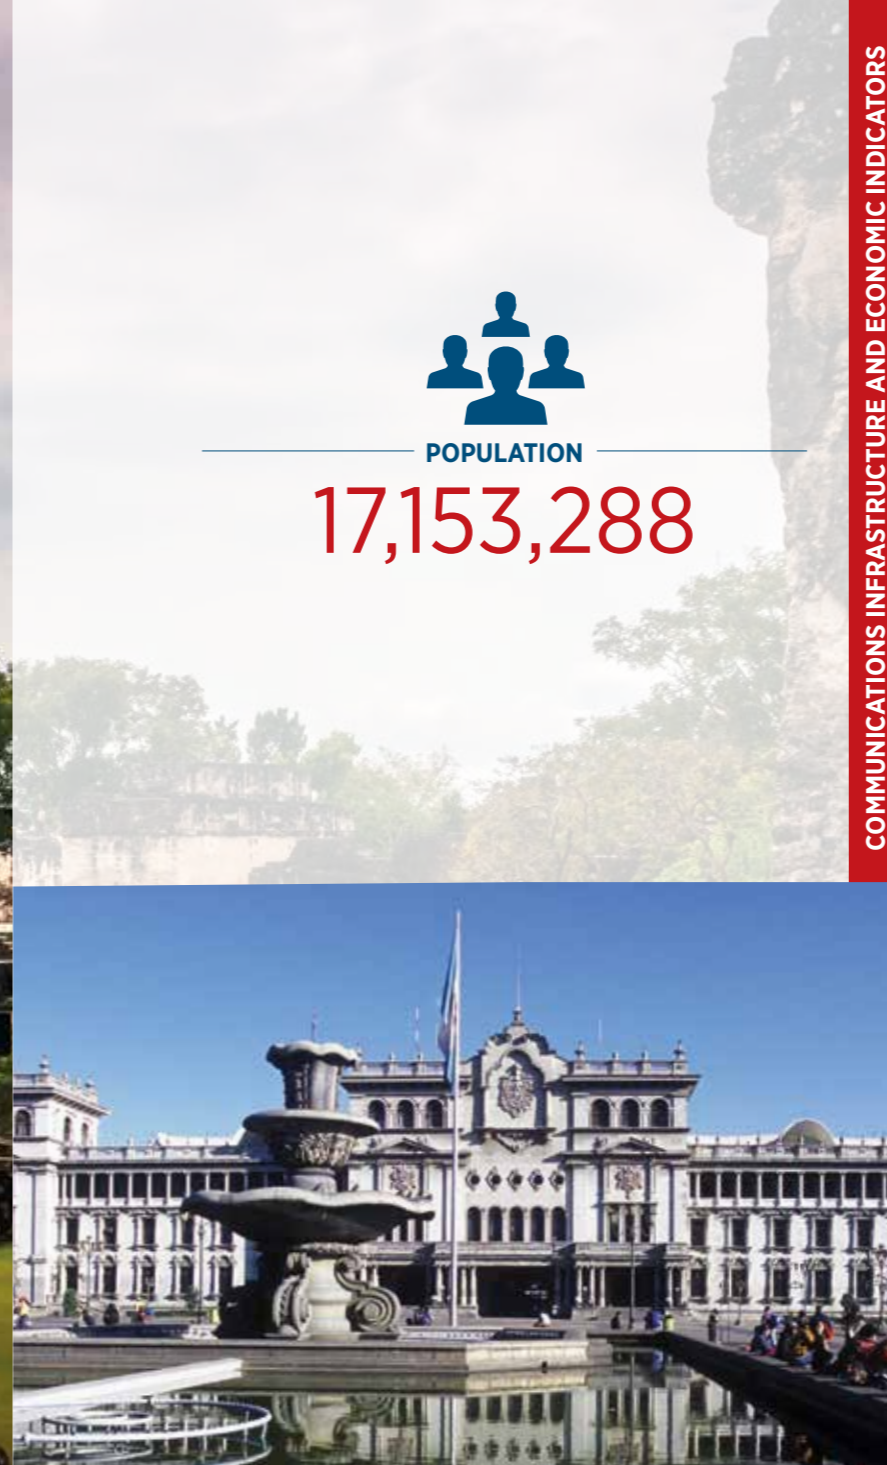 POPULATION
17,153,288
COMMUNICATIONS INFRASTRUCTURE AND ECONOMIC INDICATORS